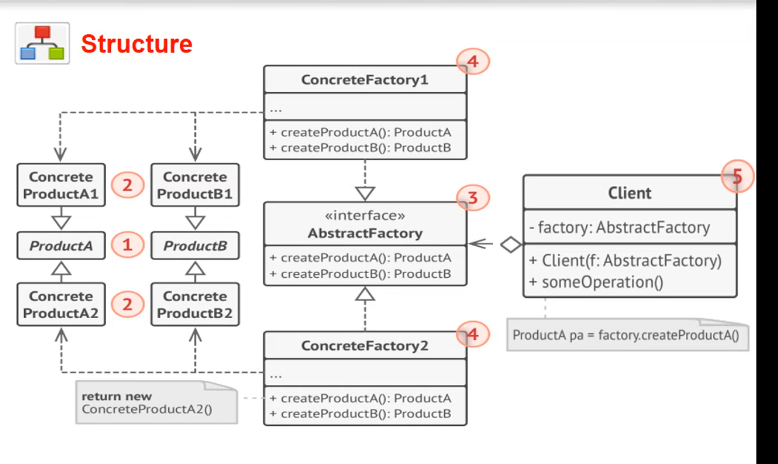 Structure
4
ConcreteFactory1
...
+ createProductA(): ProductA
+ createProductB(): ProductB
Concrete
ProductA1
2
Concrete
ProductB1
ProductA
1
ProductB
Concrete
ProductA2
2
Concrete
ProductB2
3
«interface»
AbstractFactory
+ createProductA(): ProductA
+ createProductB(): ProductB
5
Client
- factory: AbstractFactory
+ Client(f: AbstractFactory)
+ someOperation()
ProductA pa = factory.createProductA()
4
ConcreteFactory2
...
+ createProductA(): ProductA
+ createProductB(): ProductB
return new
ConcreteProductA2()